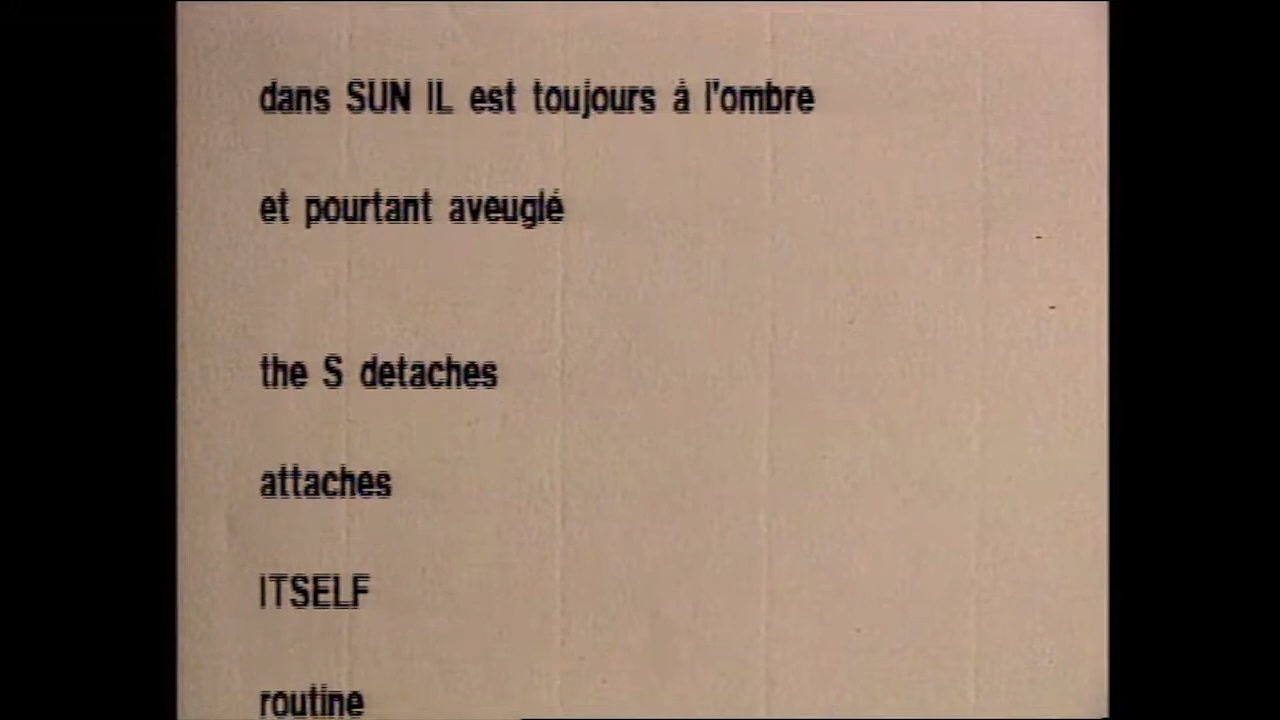 dans SUN IL est toujours à l'ombre
et pourtant aveuglé
the S detaches
attaches
ITSELF
routine